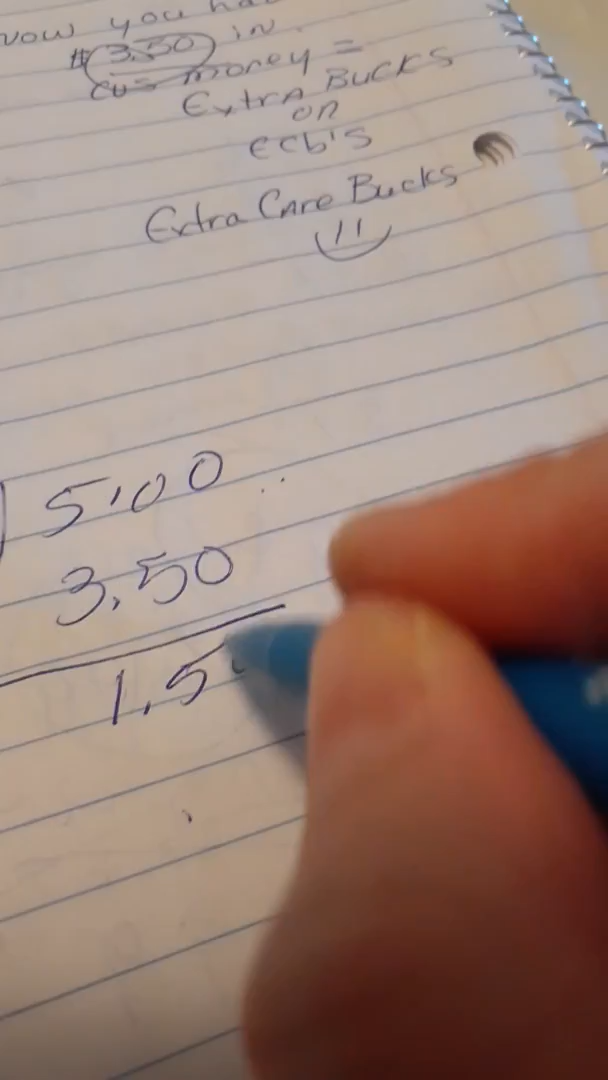 now you ha
$3.50 in
cvs money =
Extra Bucks
on
ecb's
Extra Care Bucks
5.00
3.50
1.5